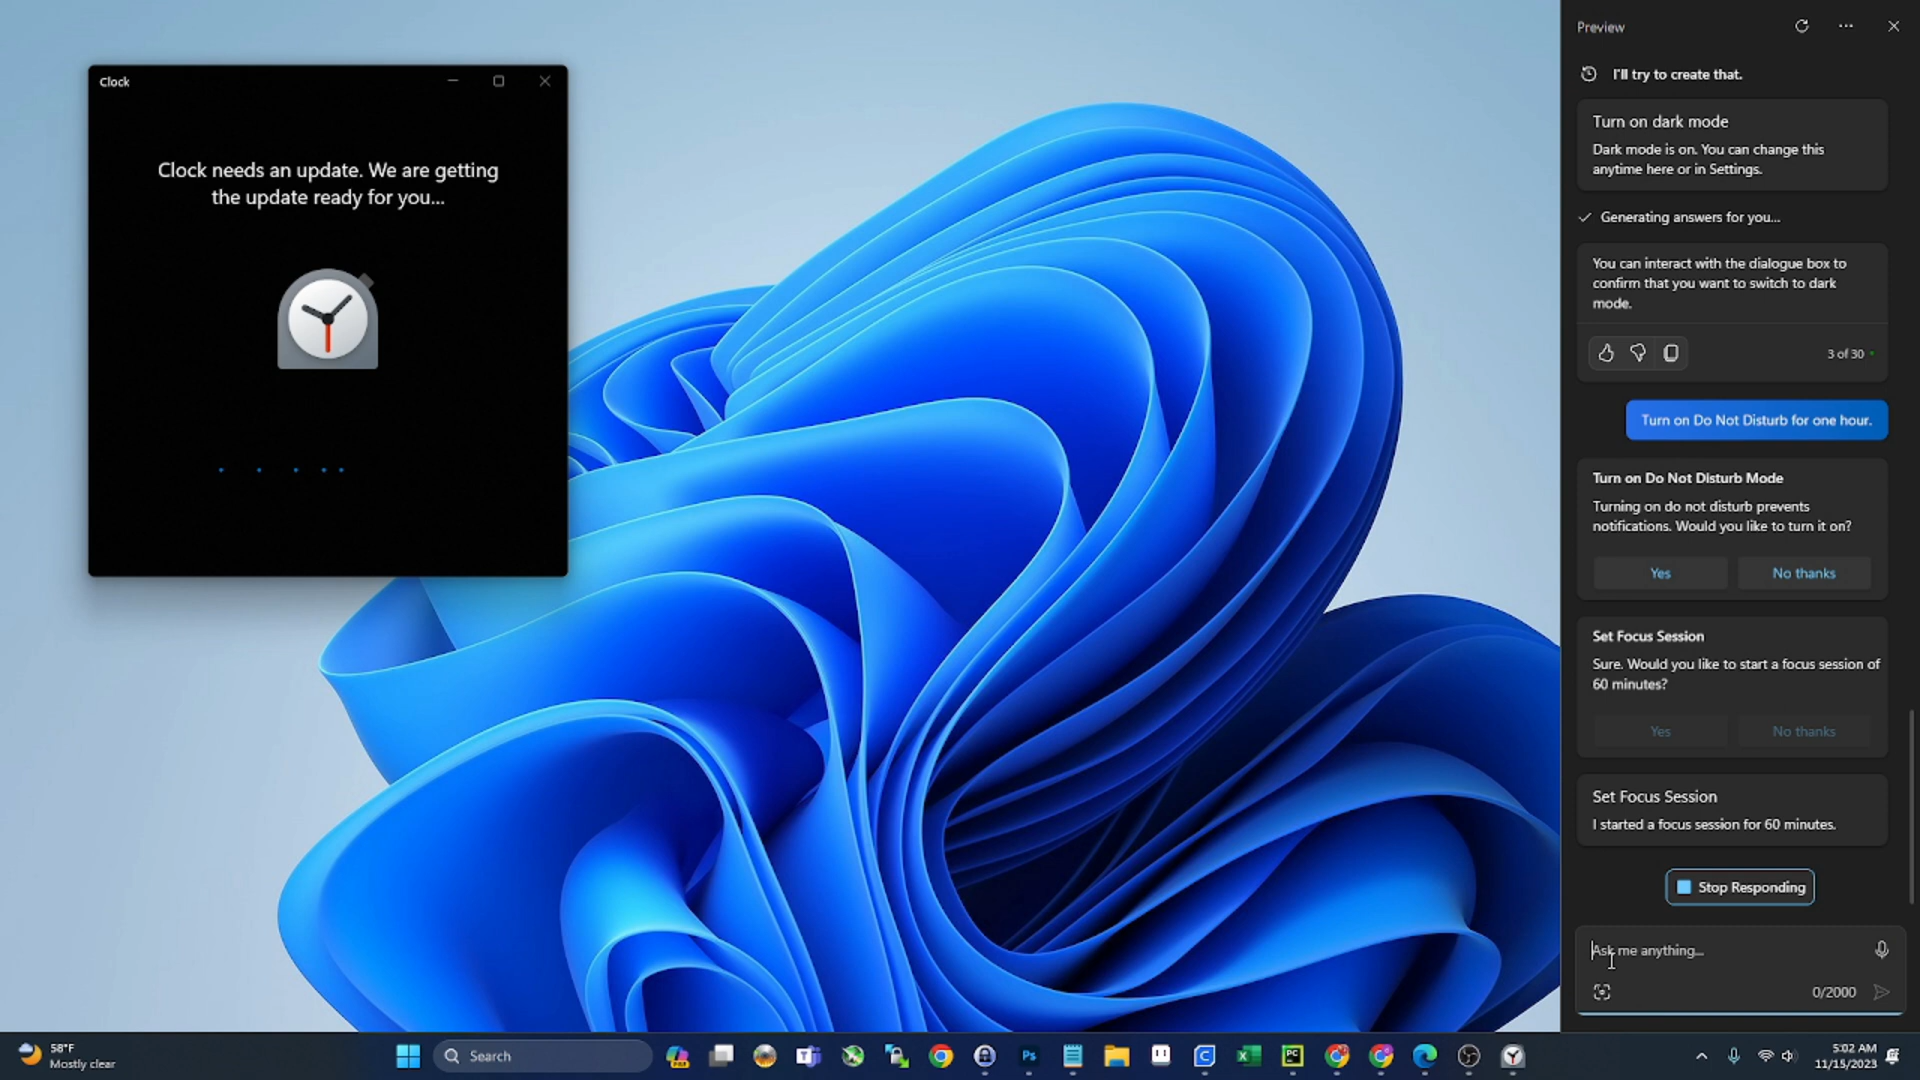 Clock
Clock needs an update. We are getting
the update ready for you...
Preview
I'll try to create that.
Turn on dark mode
Dark mode is on. You can change this
anytime here or in Settings.
Generating answers for you...
You can interact with the dialogue box to
confirm that you want to switch to dark
mode.
3 of 30
Turn on Do Not Disturb for one hour.
Turn on Do Not Disturb Mode
Turning on do not disturb prevents
notifications. Would you like to turn it on?
Yes
No thanks
Set Focus Session
Sure. Would you like to start a focus session of
60 minutes?
Yes
No thanks
Set Focus Session
I started a focus session for 60 minutes.
Stop Responding
Ask me anything...
0/2000
58°F
Mostly clear
Search
Ps
PC
5:02 AM
11/15/2023